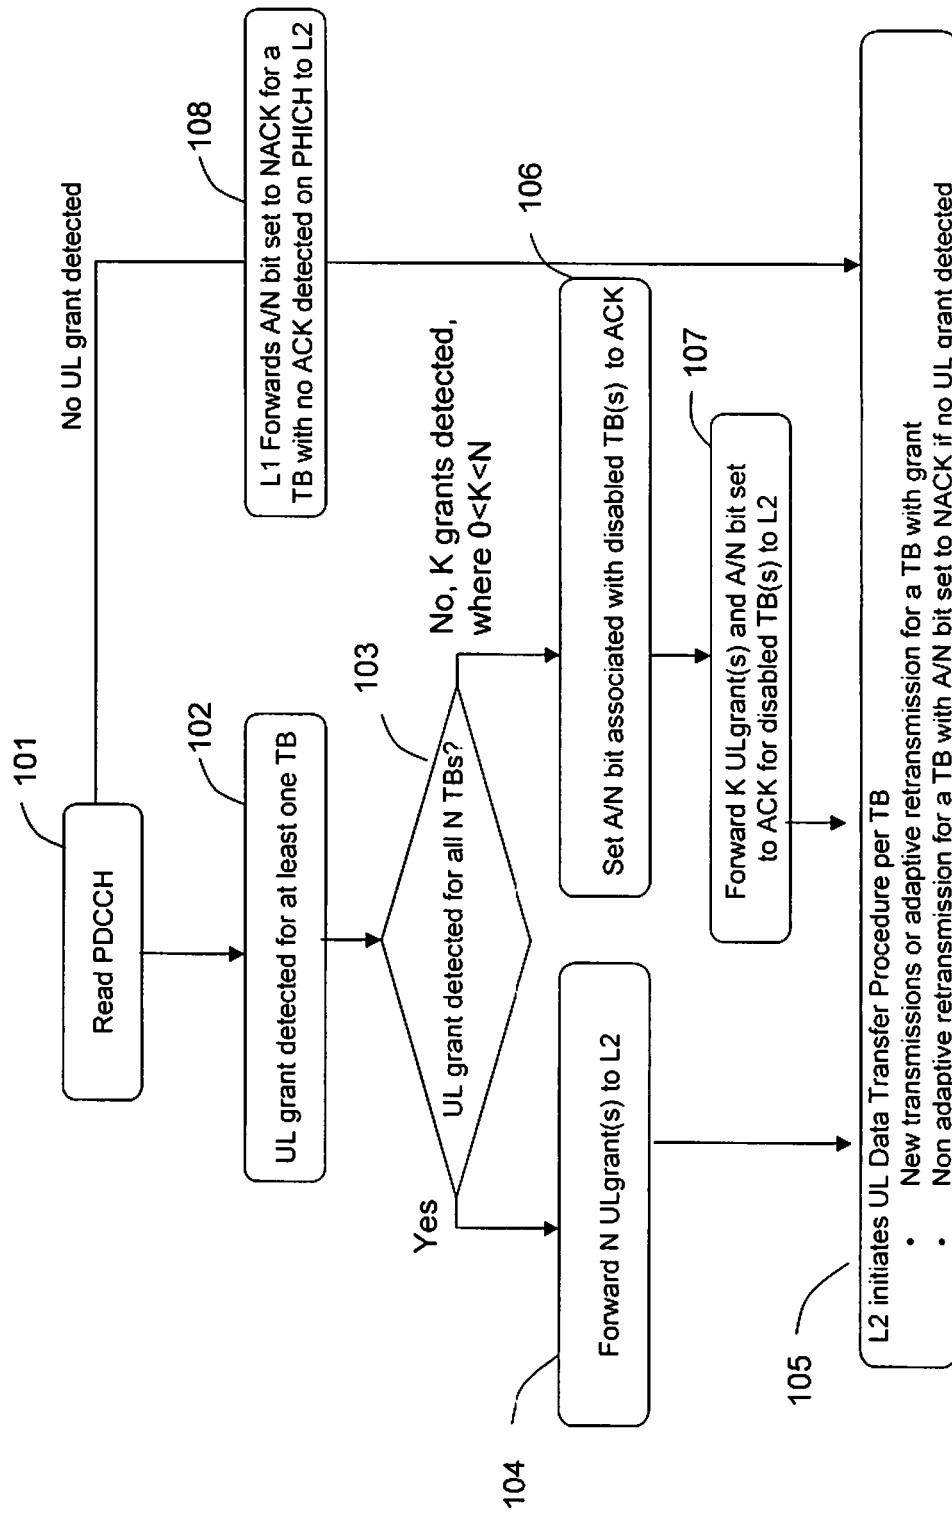 101
Read PDCCH
No UL grant detected
102
UL grant detected for at least one TB
108
L1 Forwards A/N bit set to NACK for a
TB with no ACK detected on PHICH to L2
103
UL grant detected for all N TBs?
Yes
No, K grants detected,
where 0<K<N
104
Forward N ULgrant(s) to L2
106
Set A/N bit associated with disabled TB(s) to ACK
107
Forward K ULgrant(s) and A/N bit set
to ACK for disabled TB(s) to L2
105
L2 initiates UL Data Transfer Procedure per TB
• New transmissions or adaptive retransmission for a TB with grant
• Non adaptive retransmission for a TB with A/N bit set to NACK if no UL grant detected